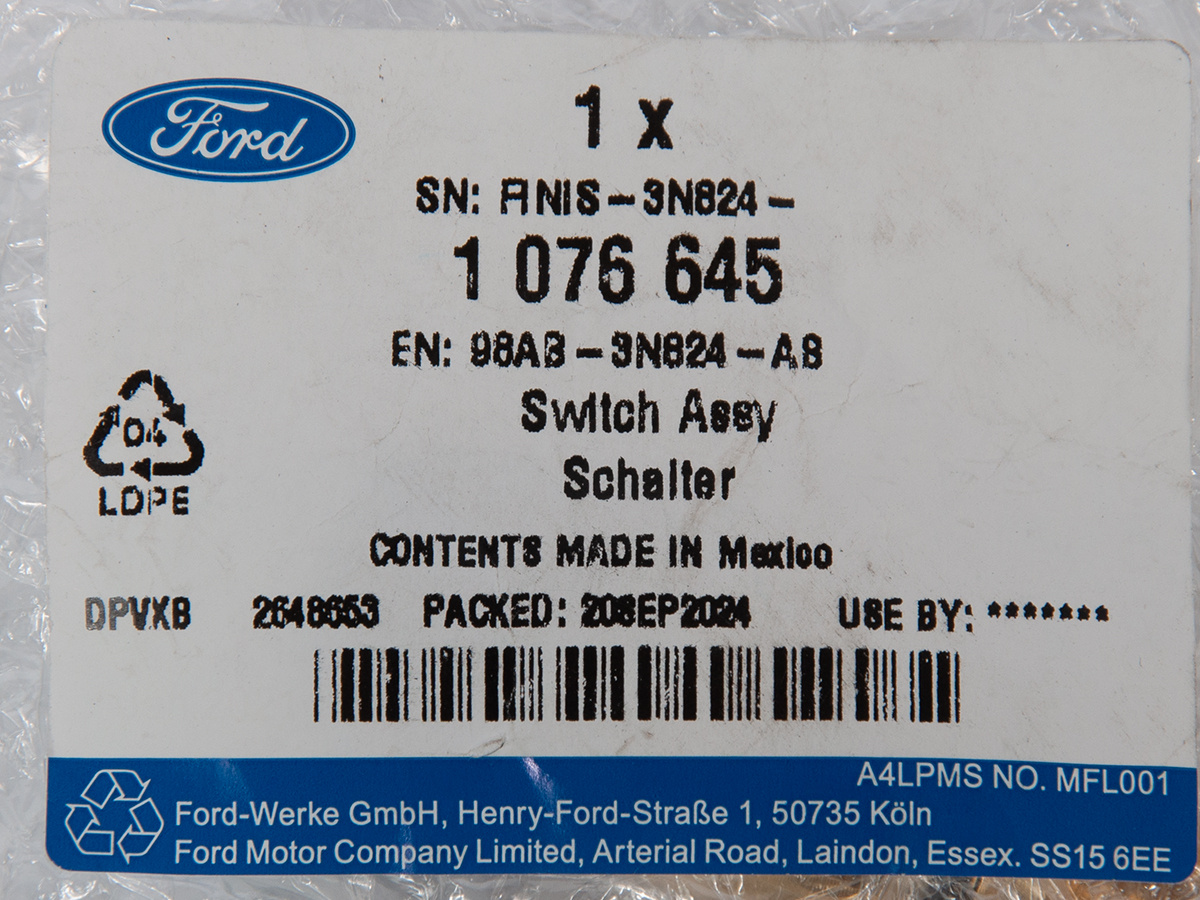 Ford
1 x
SN: FINIS-3N824-
1 076 645
EN: 98AB-3N824-AB
Switch Assy
Schalter
04
LDPE
CONTENTS MADE IN Mexico
DPVXB 2648653 PACKED: 20SEP2024 USE BY: *******
A4LPMS NO. MFL001
Ford-Werke GmbH, Henry-Ford-Straße 1, 50735 Köln
Ford Motor Company Limited, Arterial Road, Laindon, Essex. SS15 6EE